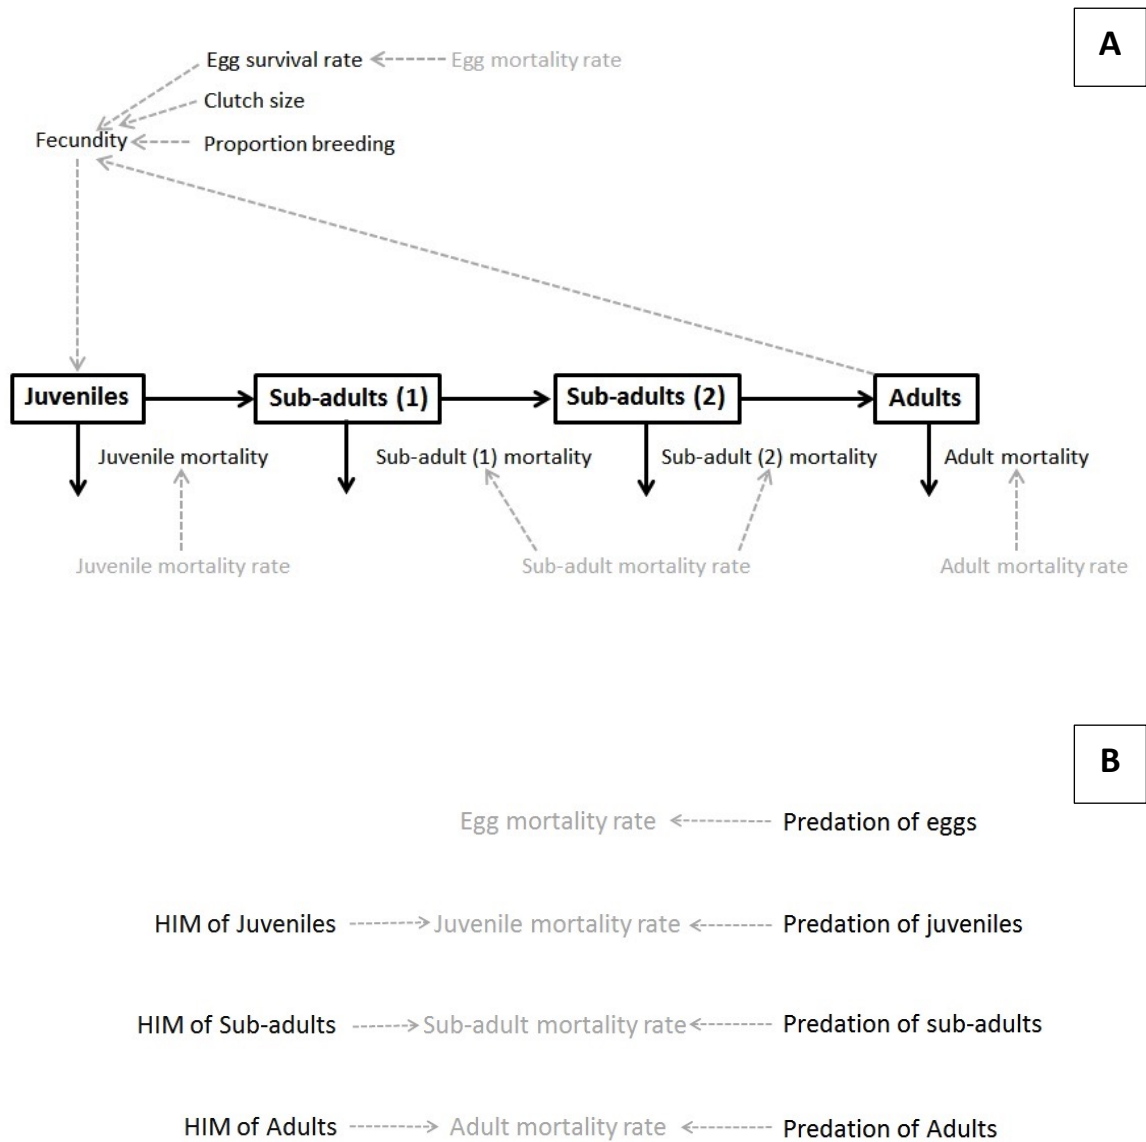 A
Egg survival rate Egg mortality rate
Clutch size
Fecundity Proportion breeding
Juveniles Sub-adults (1) Sub-adults (2) Adults
Juvenile mortality Sub-adult (1) mortality Sub-adult (2) mortality Adult mortality
Juvenile mortality rate Sub-adult mortality rate Adult mortality rate
B
Egg mortality rate Predation of eggs
HIM of Juveniles Juvenile mortality rate Predation of juveniles
HIM of Sub-adults Sub-adult mortality rate Predation of sub-adults
HIM of Adults Adult mortality rate Predation of Adults